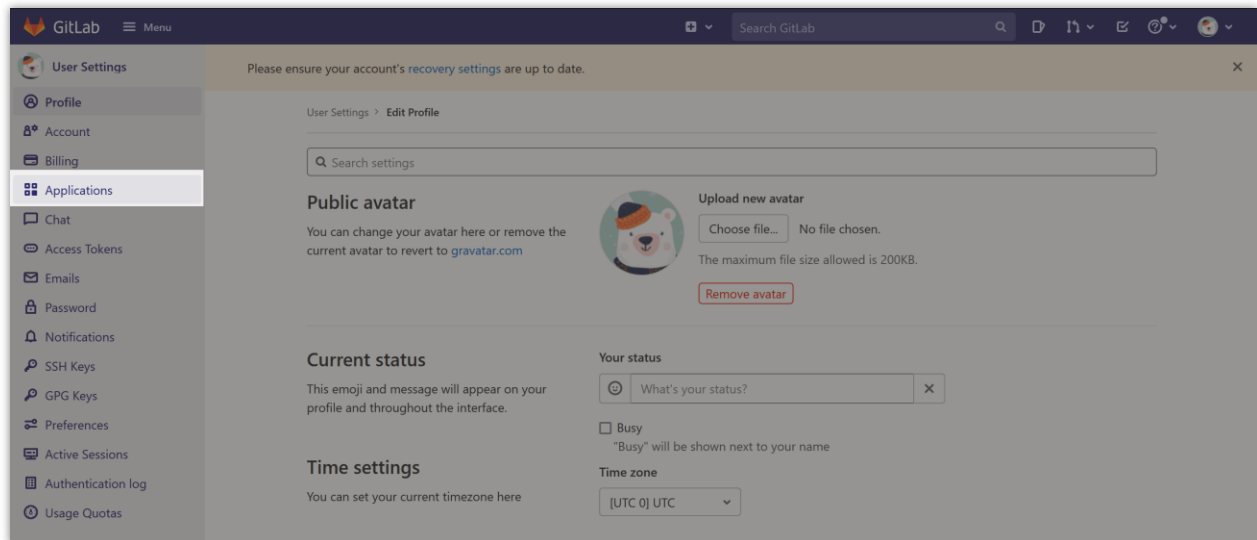 GitLab
Menu
Search GitLab
User Settings
Please ensure your account's recovery settings are up to date.
Profile
Account
Billing
Applications
Chat
Access Tokens
Emails
Password
Notifications
SSH Keys
GPG Keys
Preferences
Active Sessions
Authentication log
Usage Quotas
User Settings > Edit Profile
Search settings
Public avatar
You can change your avatar here or remove the
current avatar to revert to gravatar.com
Upload new avatar
Choose file... No file chosen.
The maximum file size allowed is 200KB.
Remove avatar
Current status
This emoji and message will appear on your
profile and throughout the interface.
Your status
What's your status?
Busy
"Busy" will be shown next to your name
Time settings
You can set your current timezone here
Time zone
[UTC 0] UTC